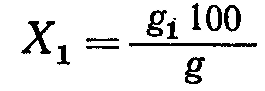 X₁ = g₁ 100 / g